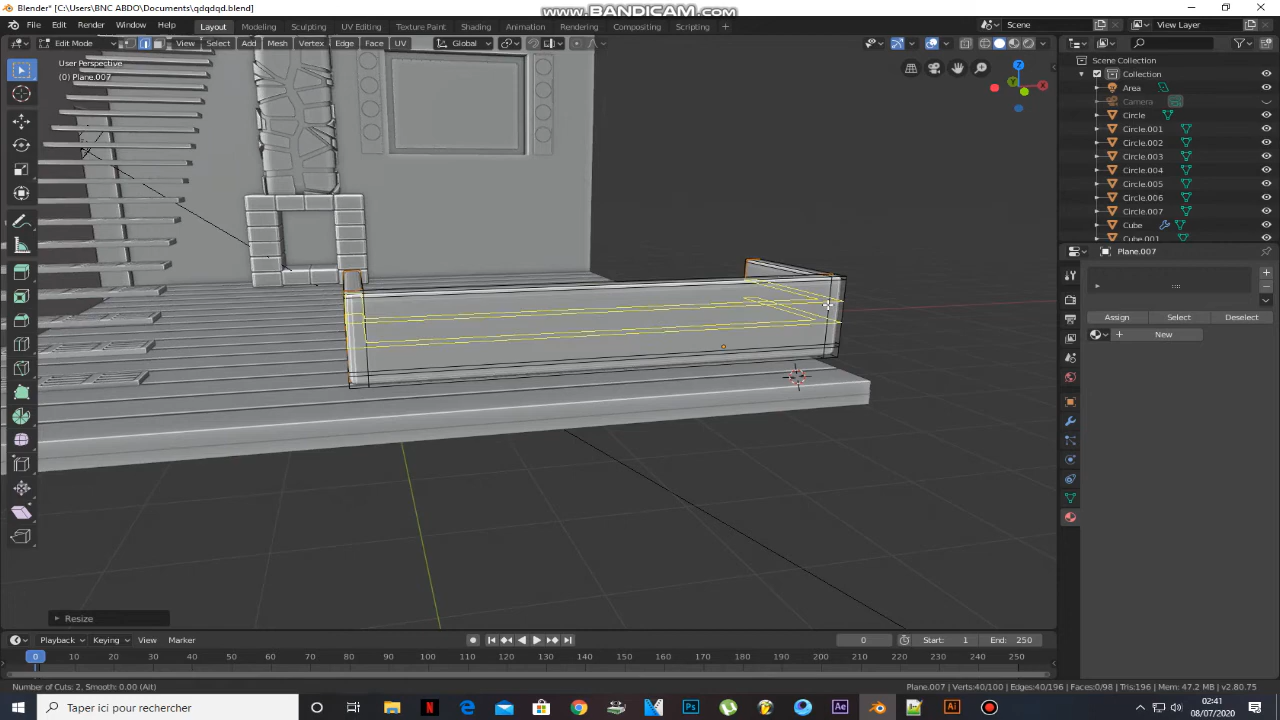 Blender* [C:\Users\BNC ABDO\Documents\qdqdqd.blend]
www.BANDICAM.com
File Edit Render Window Help Layout Modeling Sculpting UV Editing Texture Paint Shading Animation Rendering Compositing Scripting + Scene View Layer
Edit Mode View Select Add Mesh Vertex Edge Face UV Global
User Perspective
(0) Plane.007
Scene Collection
Collection
Area
Camera
Circle
Circle.001
Circle.002
Circle.003
Circle.004
Circle.005
Circle.006
Circle.007
Cube
Cube.001
Plane.007
Assign Select Deselect
New
Resize
Playback Keying View Marker 0 Start: 1 End: 250
0 10 20 30 40 50 60 70 80 90 100 110 120 130 140 150 160 170 180 190 200 210 220 230 240 250
Number of Cuts: 2, Smooth: 0.00 (Alt) Plane.007 | Verts:40/100 | Edges:40/196 | Faces:0/98 | Tris:196 | Mem: 47.2 MB | v2.80.75
Taper ici pour rechercher
02:41
08/07/2020